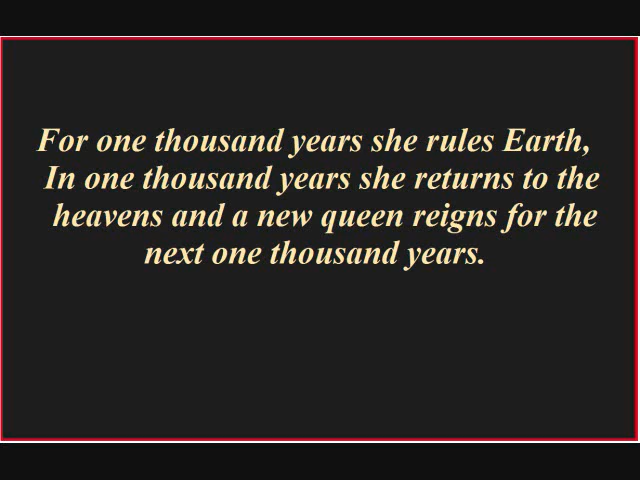 For one thousand years she rules Earth,
In one thousand years she returns to the
heavens and a new queen reigns for the
next one thousand years.